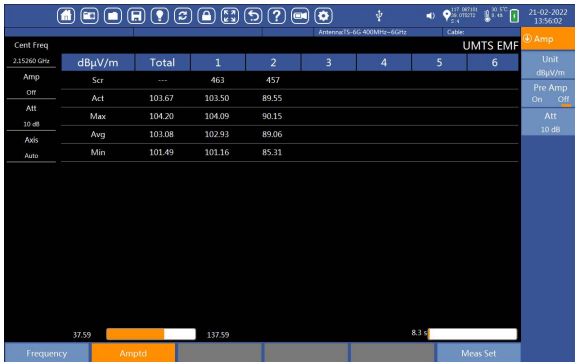 21-02-2022
13:56:02
Antenna:TS-6G 400MHz~6GHz
Cable:
Cent Freq
2.15260 GHz
UMTS EMF
Amp
dBμV/m Total 1 2 3 4 5 6
Unit
dBμV/m
Amp
Off
Scr --- 463 457
Act 103.67 103.50 89.55
Pre Amp
On Off
Att
10 dB
Max 104.20 104.09 90.15
Att
10 dB
Axis
Auto
Avg 103.08 102.93 89.06
Min 101.49 101.16 85.31
37.59 137.59 8.3 s
Frequency Amptd Meas Set